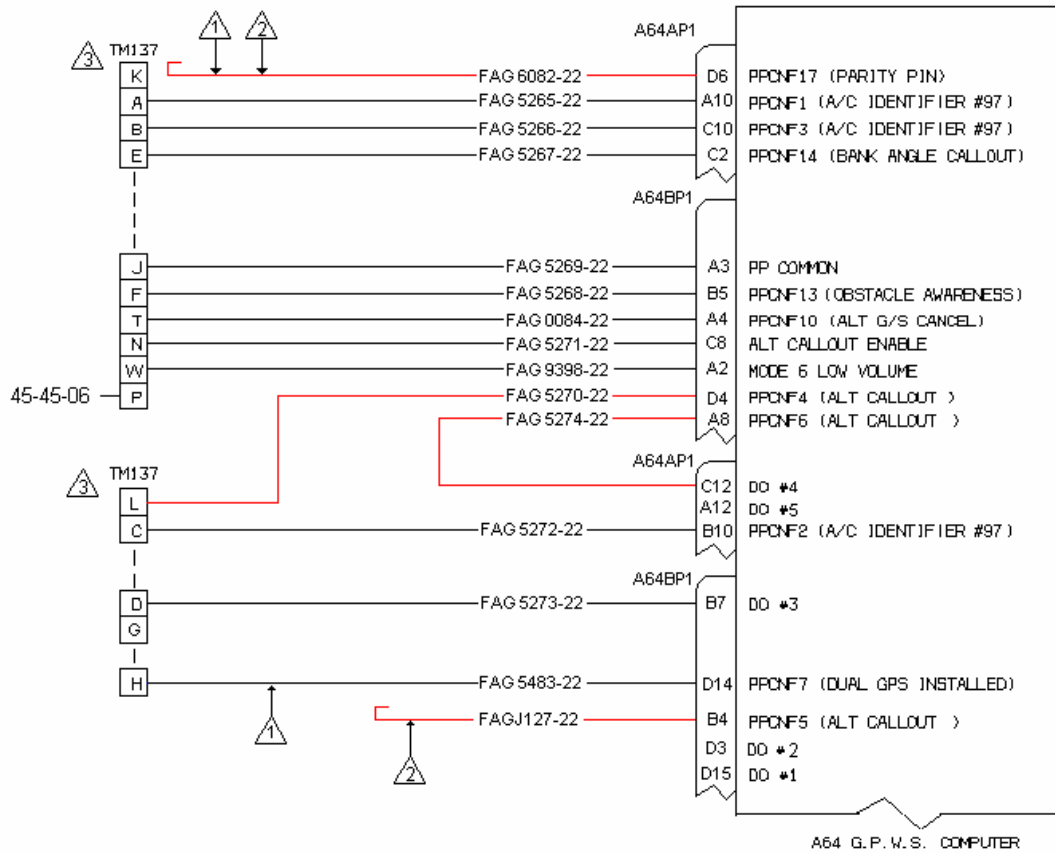 1 2
A64AP1
3 TM137
K FAG 6082-22 D6 PPCNF17 (PARITY PIN)
A FAG 5265-22 A10 PPCNF1 (A/C IDENTIFIER #97)
B FAG 5266-22 C10 PPCNF3 (A/C IDENTIFIER #97)
E FAG 5267-22 C2 PPCNF14 (BANK ANGLE CALLOUT)
A64BP1
J FAG 5269-22 A3 PP COMMON
F FAG 5268-22 B5 PPCNF13 (OBSTACLE AWARENESS)
T FAG 0084-22 A4 PPCNF10 (ALT G/S CANCEL)
N FAG 5271-22 C8 ALT CALLOUT ENABLE
W FAG 9398-22 A2 MODE 6 LOW VOLUME
45-45-06 P FAG 5270-22 D4 PPCNF4 (ALT CALLOUT )
FAG 5274-22 A8 PPCNF6 (ALT CALLOUT )
A64AP1
3 TM137
C12 DO #4
L A12 DO #5
C FAG 5272-22 B10 PPCNF2 (A/C IDENTIFIER #97)
A64BP1
D FAG 5273-22 B7 DO #3
G
H FAG 5483-22 D14 PPCNF7 (DUAL GPS INSTALLED)
1 FAGJ127-22 B4 PPCNF5 (ALT CALLOUT )
D3 DO #2
2 D15 DO #1
A64 G.P.W.S. COMPUTER